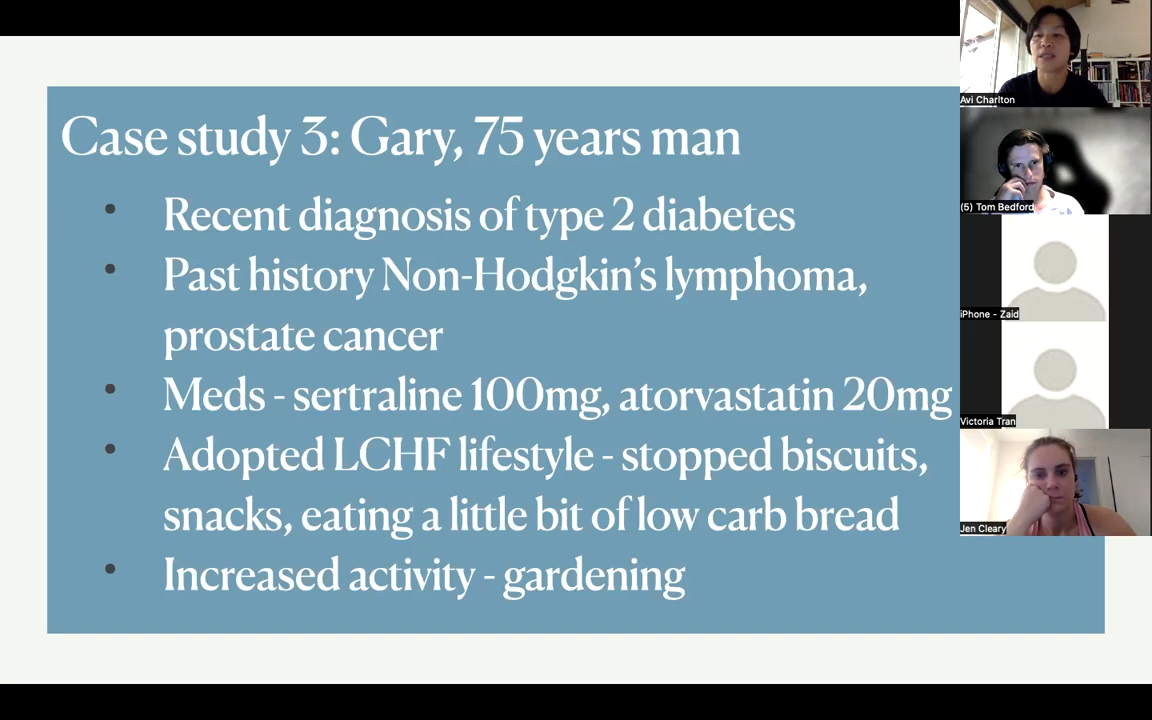 Case study 3: Gary, 75 years man
• Recent diagnosis of type 2 diabetes
• Past history Non-Hodgkin’s lymphoma,
prostate cancer
• Meds - sertraline 100mg, atorvastatin 20mg
• Adopted LCHF lifestyle - stopped biscuits,
snacks, eating a little bit of low carb bread
• Increased activity - gardening
Avi Charlton
(5) Tom Bedford
iPhone - Zaid
Victoria Tran
Jen Cleary